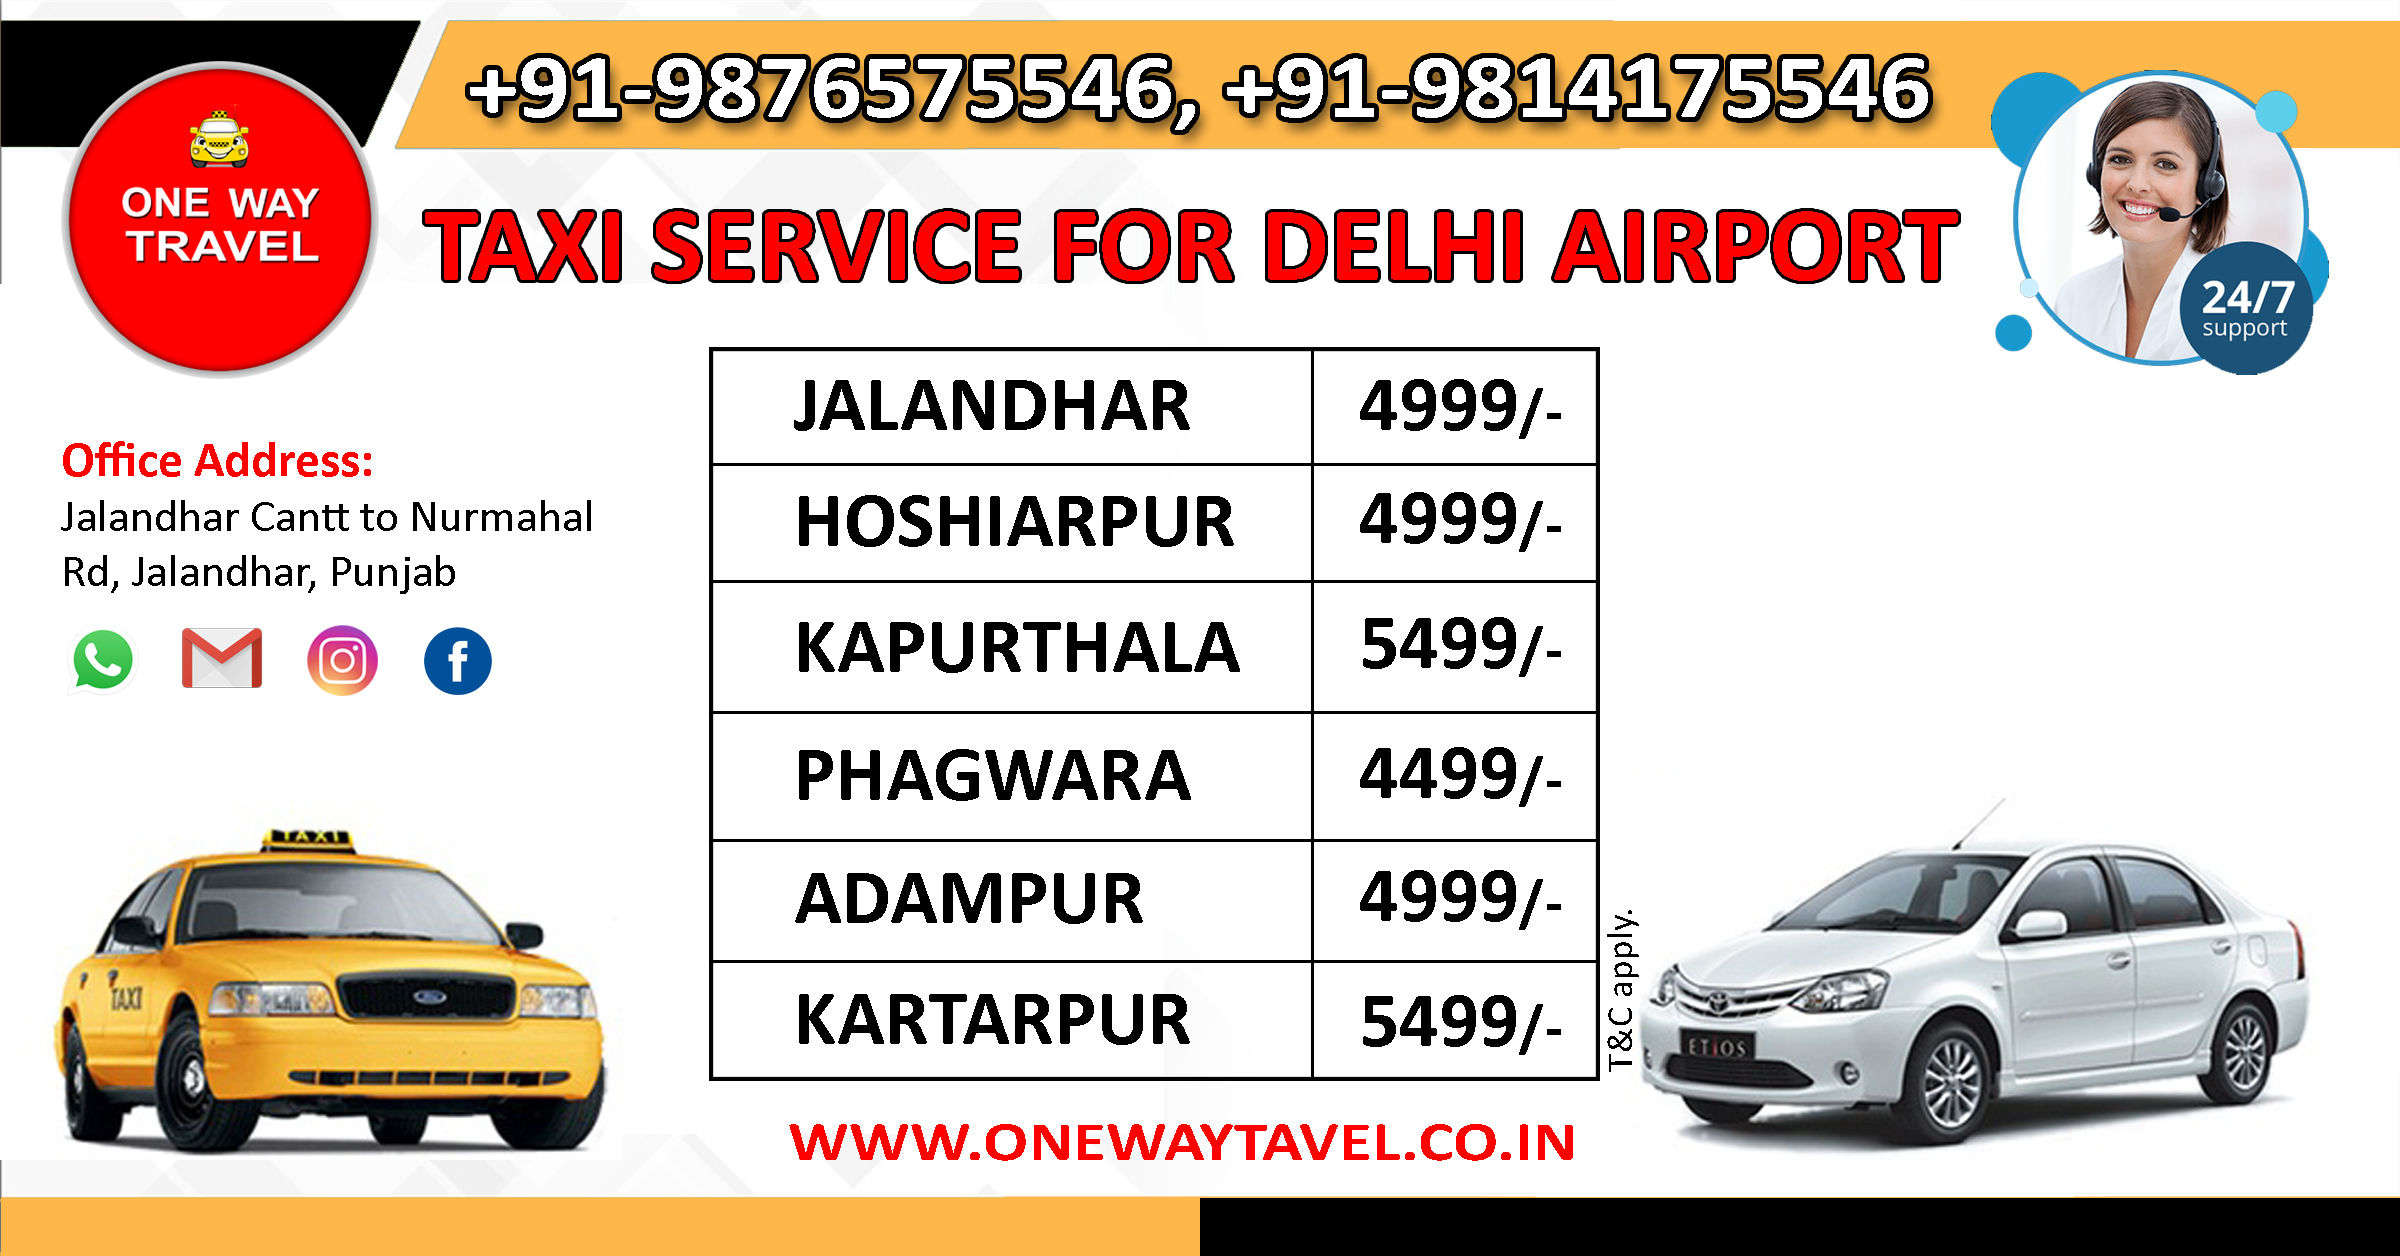 +91-9876575546, +91-9814175546
ONE WAY
TRAVEL
TAXI SERVICE FOR DELHI AIRPORT
24/7
support
Office Address:
Jalandhar Cantt to Nurmahal
Rd, Jalandhar, Punjab
JALANDHAR 4999/-
HOSHIARPUR 4999/-
KAPURTHALA 5499/-
PHAGWARA 4499/-
ADAMPUR 4999/-
KARTARPUR 5499/-
T&C apply.
TAXI
TAXI
Ford
ETIOS
WWW.ONEWAYTAVEL.CO.IN